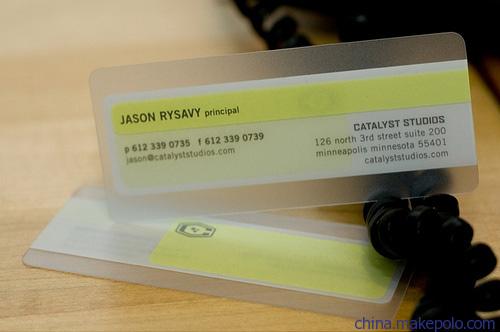 JASON RYSAVY principal
p 612 339 0735 f 612 339 0739
jason@catalyststudios.com
CATALYST STUDIOS
126 north 3rd street suite 200
minneapolis minnesota 55401
catalyststudios.com
china.makepolo.com